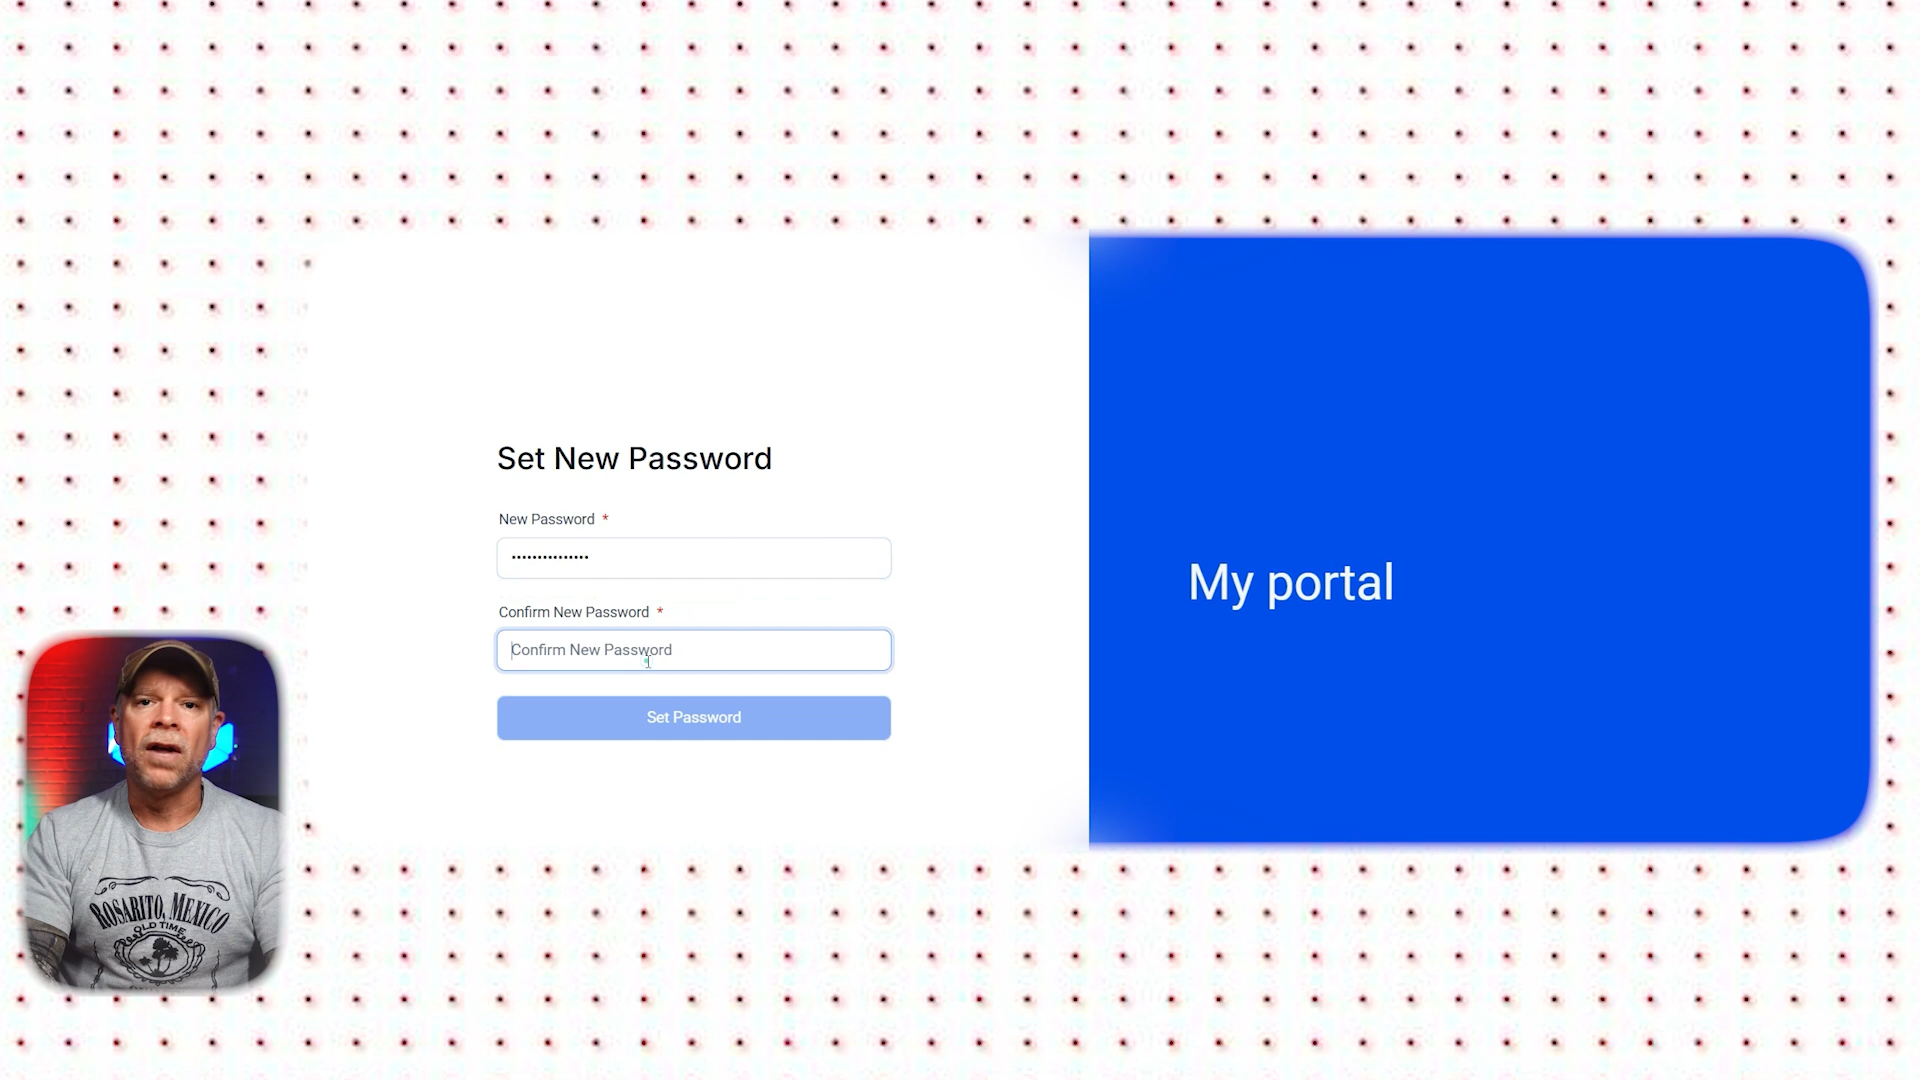 Set New Password
New Password *
•••••••••••••••
Confirm New Password *
Confirm New Password
Set Password
My portal
ROSARITO, MEXICO
OLD TIME